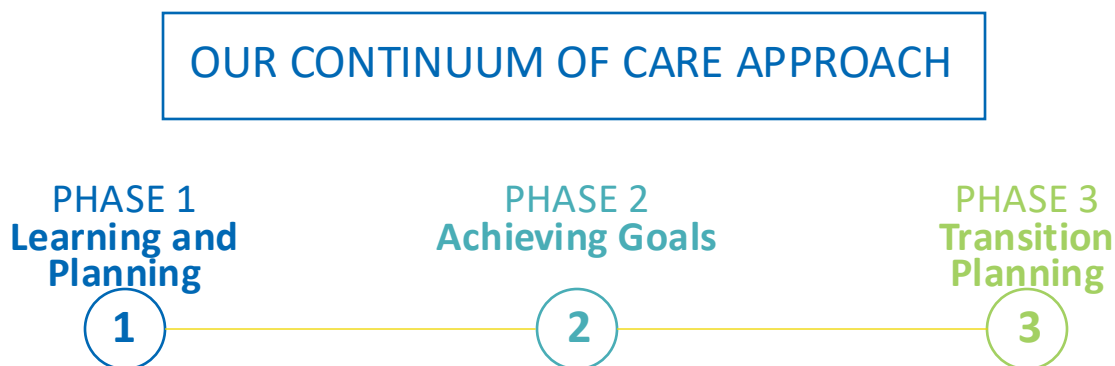 OUR CONTINUUM OF CARE APPROACH
PHASE 1
Learning and
Planning
1
PHASE 2
Achieving Goals
2
PHASE 3
Transition
Planning
3